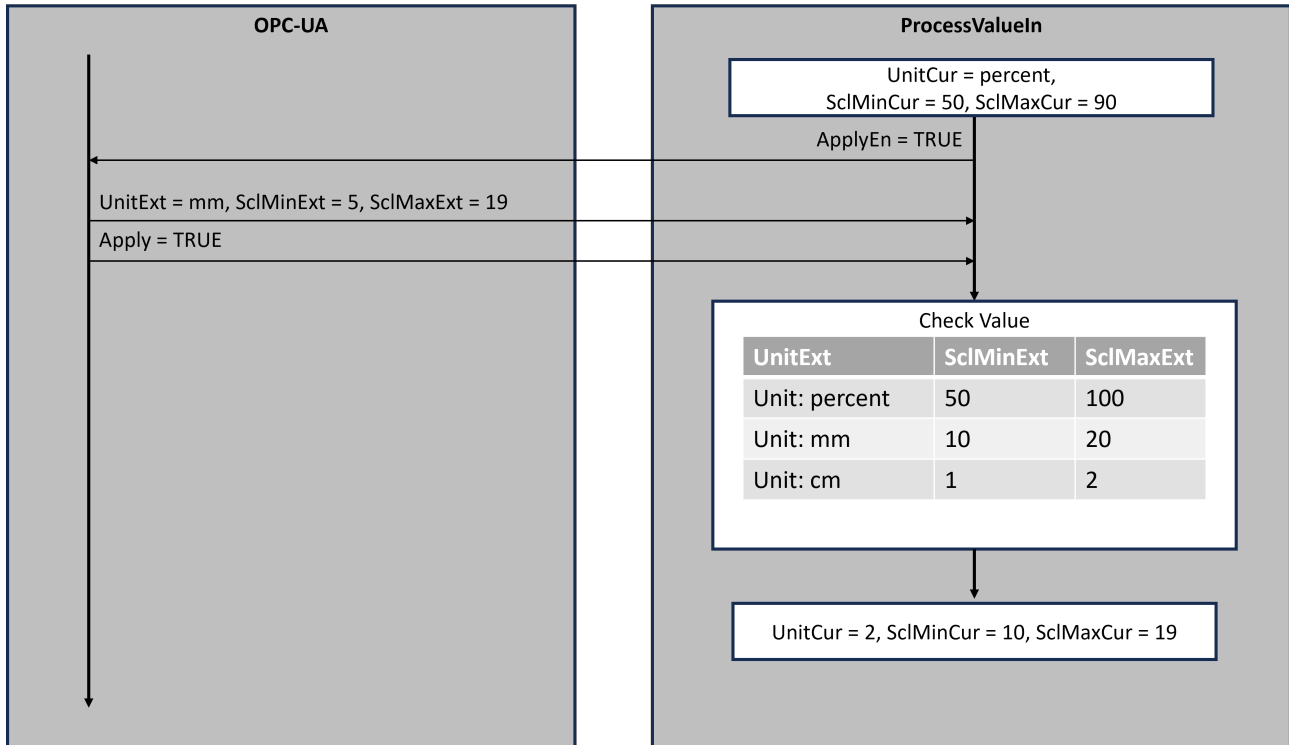 OPC-UA
ProcessValueIn
UnitCur = percent,
SclMinCur = 50, SclMaxCur = 90
ApplyEn = TRUE
UnitExt = mm, SclMinExt = 5, SclMaxExt = 19
Apply = TRUE
Check Value
UnitExt SclMinExt SclMaxExt
Unit: percent 50 100
Unit: mm 10 20
Unit: cm 1 2
UnitCur = 2, SclMinCur = 10, SclMaxCur = 19